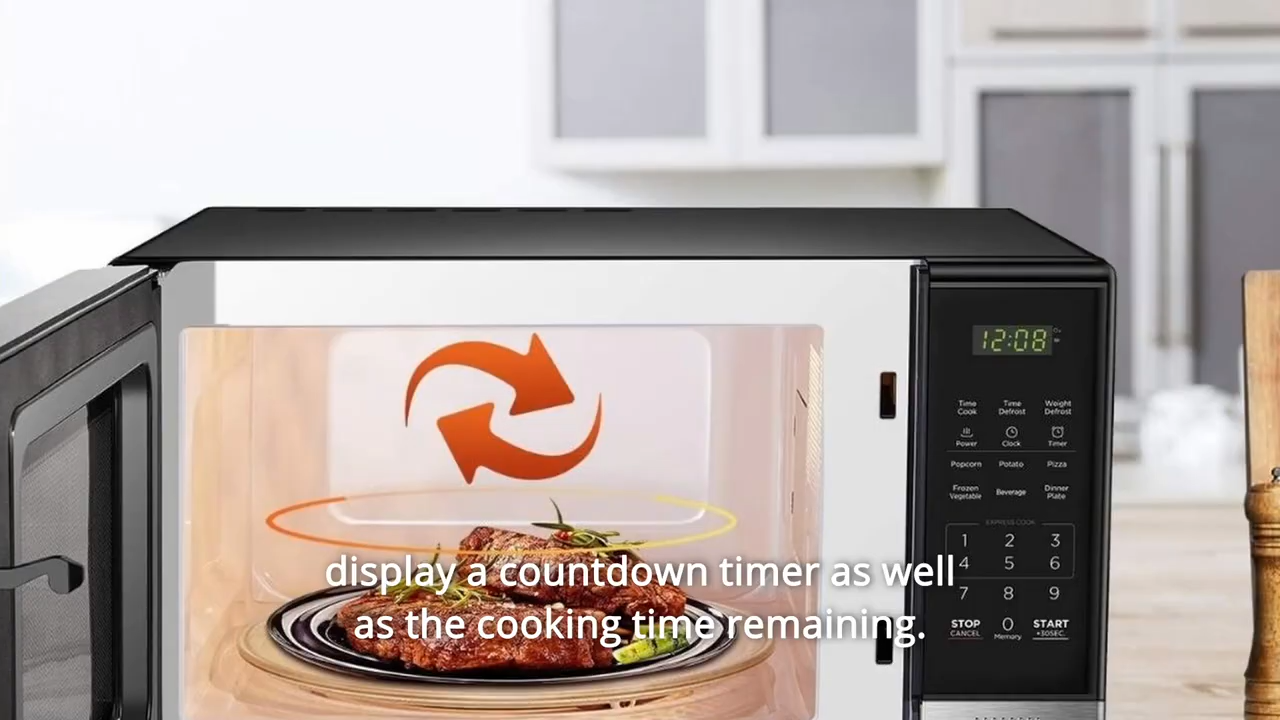 12:08
Time Cook
Time Defrost
Weight Defrost
Power
Clock
Timer
Popcorn
Potato
Pizza
Frozen Vegetable
Beverage
Dinner Plate
EXPRESS COOK
1 2 3
4 5 6
7 8 9
STOP
CANCEL
0
Memory
START
+30SEC.
display a countdown timer as well
as the cooking time remaining.